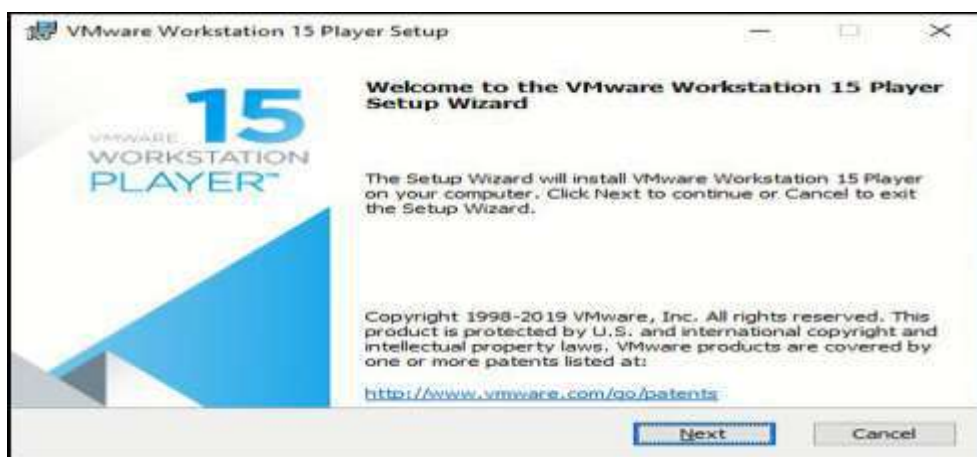 VMware Workstation 15 Player Setup
15
VMWARE
WORKSTATION
PLAYER™
Welcome to the VMware Workstation 15 Player
Setup Wizard
The Setup Wizard will install VMware Workstation 15 Player
on your computer. Click Next to continue or Cancel to exit
the Setup Wizard.
Copyright 1998-2019 VMware, Inc. All rights reserved. This
product is protected by U.S. and international copyright and
intellectual property laws. VMware products are covered by
one or more patents listed at:
http://www.vmware.com/go/patents
Next
Cancel